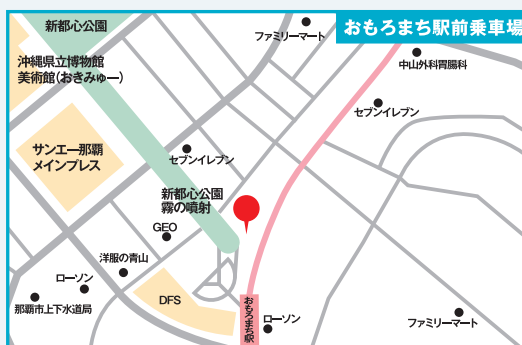 おもろまち駅前乗車場
新都心公園
ファミリーマート
沖縄県立博物館
美術館(おきみゅー)
中山外科胃腸科
セブンイレブン
サンエー那覇
メインプレス
セブンイレブン
新都心公園
霧の噴射
GEO
洋服の青山
ローソン
DFS
那覇市上下水道局
おもろまち駅
ローソン
ファミリーマート